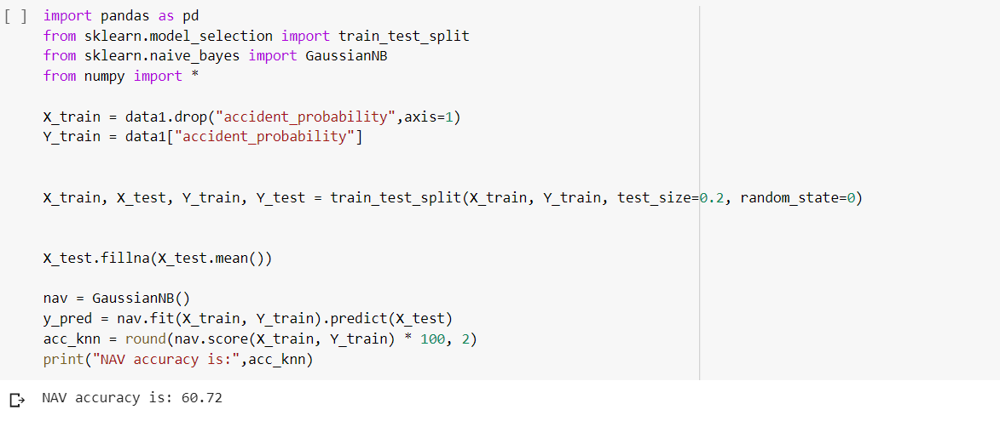 [ ] import pandas as pd
from sklearn.model_selection import train_test_split
from sklearn.naive_bayes import GaussianNB
from numpy import *
X_train = data1.drop("accident_probability",axis=1)
Y_train = data1["accident_probability"]
X_train, X_test, Y_train, Y_test = train_test_split(X_train, Y_train, test_size=0.2, random_state=0)
X_test.fillna(X_test.mean())
nav = GaussianNB()
y_pred = nav.fit(X_train, Y_train).predict(X_test)
acc_knn = round(nav.score(X_train, Y_train) * 100, 2)
print("NAV accuracy is:",acc_knn)
NAV accuracy is: 60.72